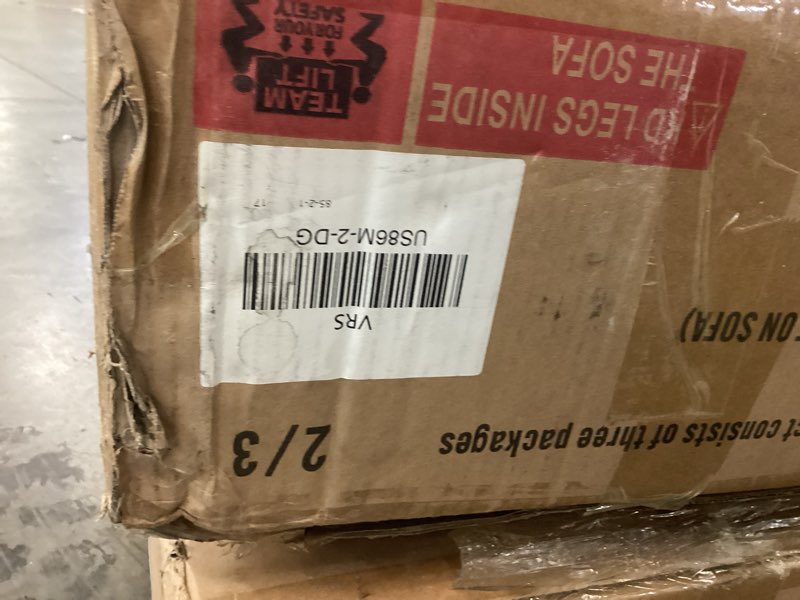 ct consists of three packages 2/3
ON SOFA)
VRS
US86M-2-DG
85-2-1 17
D LEGS INSIDE
HE SOFA
TEAM
LIFT
FOR YOUR
SAFETY